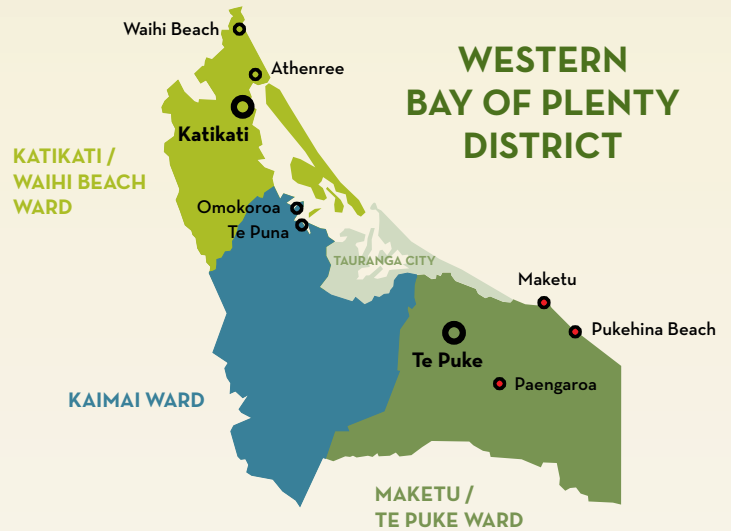 Waihi Beach
WESTERN
BAY OF PLENTY
DISTRICT
Athenree
Katikati
KATIKATI /
WAIHI BEACH
WARD
Omokoroa
Te Puna
TAURANGA CITY
Maketu
Pukehina Beach
Te Puke
Paengaroa
KAIMAI WARD
MAKETU /
TE PUKE WARD